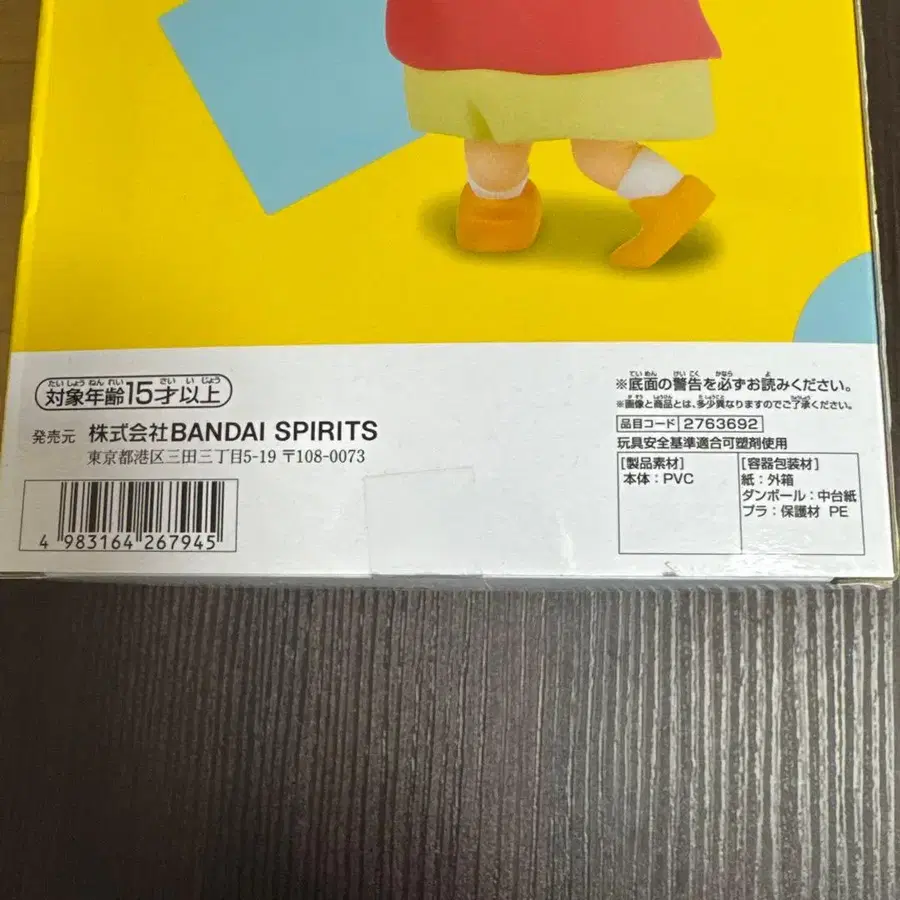 対象年齢15才以上
発売元 株式会社BANDAI SPIRITS
東京都港区三田三丁目5-19 〒108-0073
4 983164 267945
※底面の警告を必ずお読みください。
※画像と商品とは、多少異なりますのでご了承ください。
品目コード 2763692
玩具安全基準適合可塑剤使用
[製品素材]
本体：PVC
[容器包装材]
紙：外箱
ダンボール：中台紙
プラ：保護材 PE